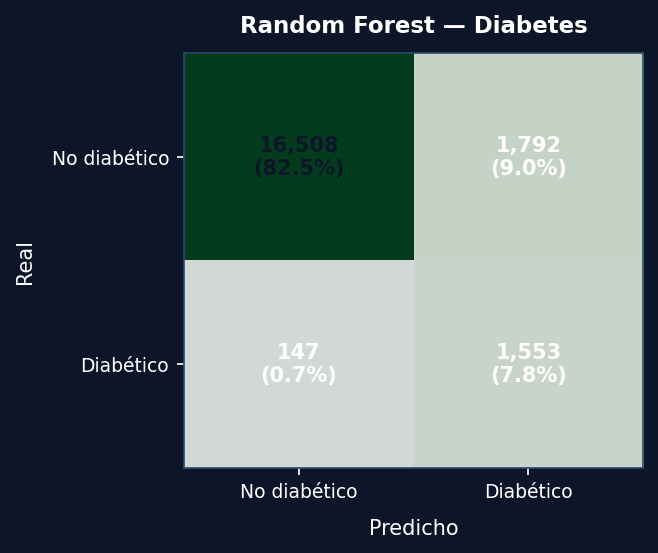 Random Forest — Diabetes
Real
No diabético
16,508
(82.5%)
1,792
(9.0%)
Diabético
147
(0.7%)
1,553
(7.8%)
No diabético
Diabético
Predicho